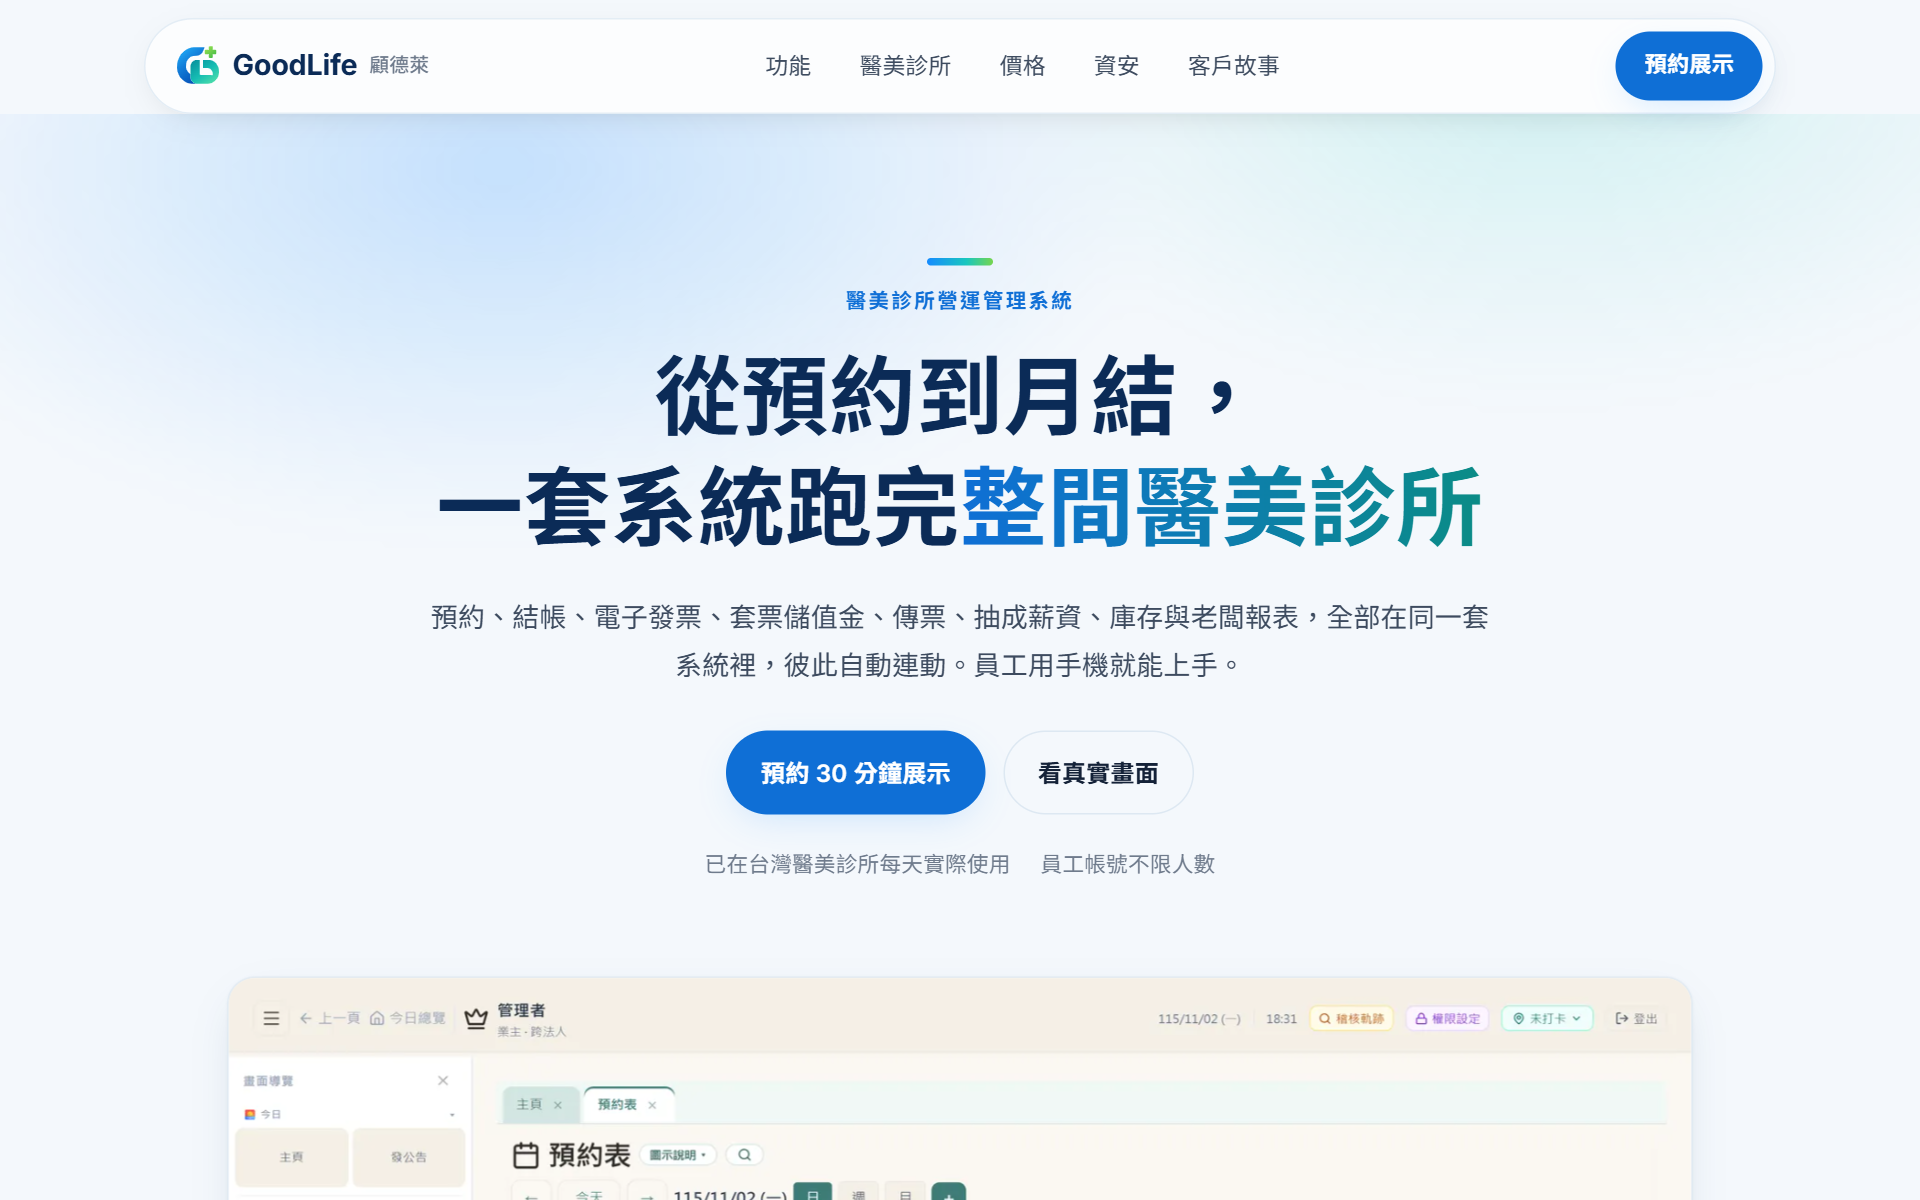 GoodLife 顧德萊
功能 醫美診所 價格 資安 客戶故事
預約展示
醫美診所營運管理系統
從預約到月結，
一套系統跑完整間醫美診所
預約、結帳、電子發票、套票儲值金、傳票、抽成薪資、庫存與老闆報表，全部在同一套
系統裡，彼此自動連動。員工用手機就能上手。
預約 30 分鐘展示
看真實畫面
已在台灣醫美診所每天實際使用 員工帳號不限人數
上一頁 今日總覽
管理者
業主 - 跨法人
115/11/02 (一) 18:31 稽核軌跡 權限設定 未打卡 登出
畫面導覽
今日
主頁 發公告
主頁 預約表
預約表 圖示說明
今天 115/11/02 (一) 日 週 月